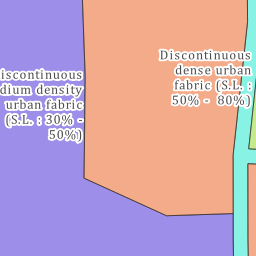 Discontinuous
dense urban
fabric (S.L. :
50% - 80%)
iscontinuous
dium density
urban fabric
(S.L. : 30% -
50%)